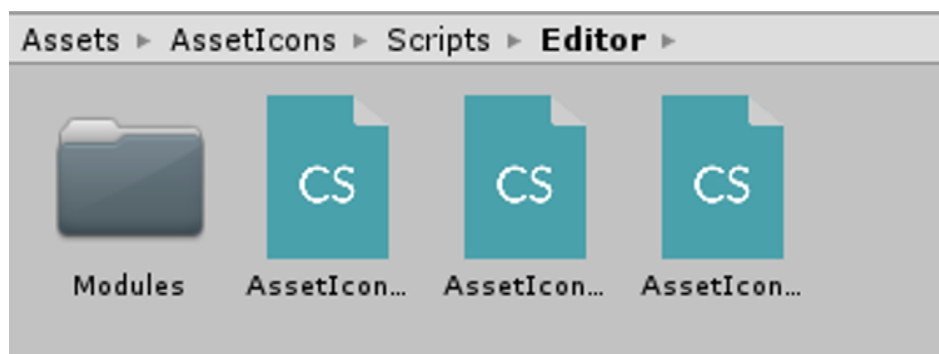 Assets ▸ AssetIcons ▸ Scripts ▸ Editor ▸
CS CS CS
Modules AssetIcon... AssetIcon... AssetIcon...